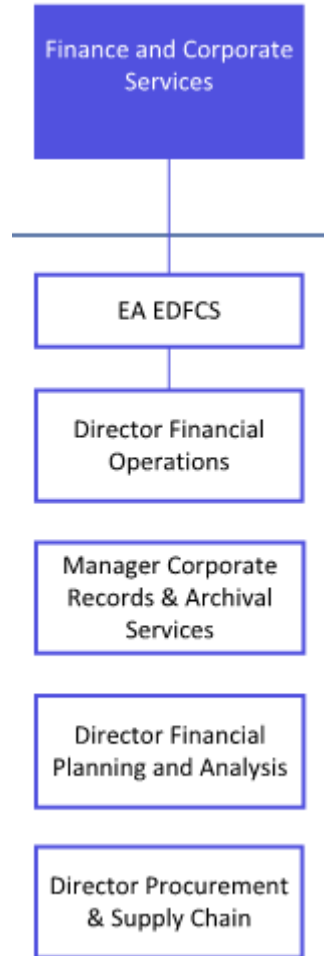 Finance and Corporate
Services
EA EDFCS
Director Financial
Operations
Manager Corporate
Records & Archival
Services
Director Financial
Planning and Analysis
Director Procurement
& Supply Chain